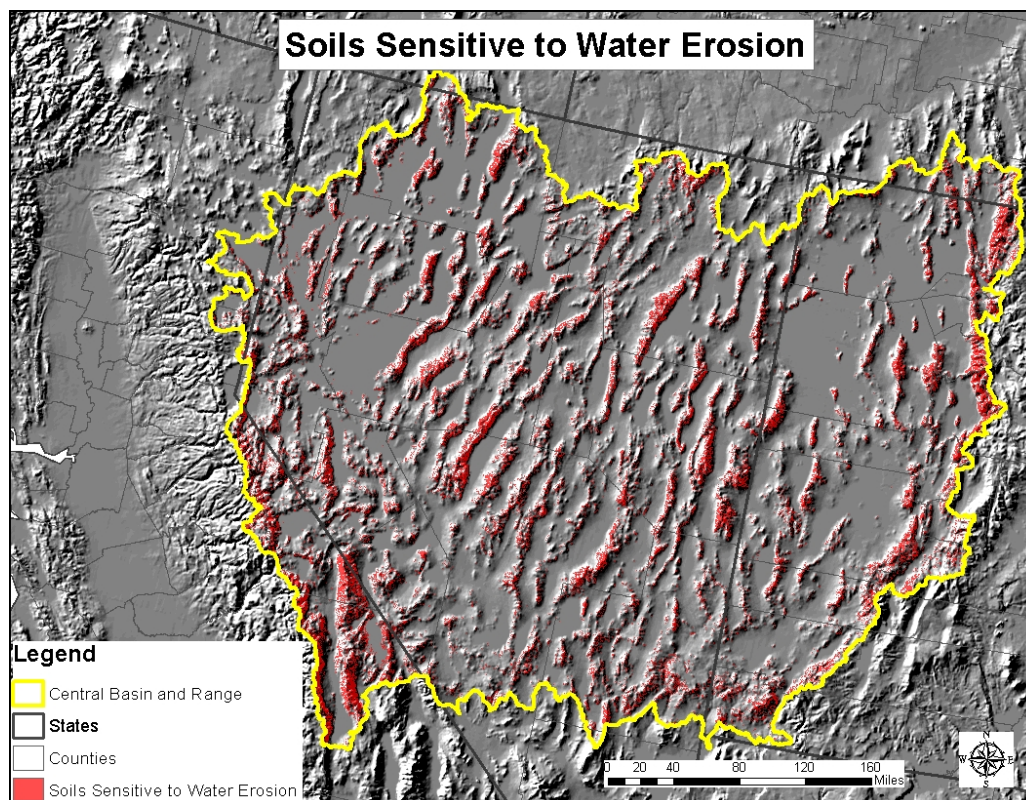 Soils Sensitive to Water Erosion
Legend
Central Basin and Range
States
Counties
Soils Sensitive to Water Erosion
0 20 40 80 120 160
Miles
N
W E
S